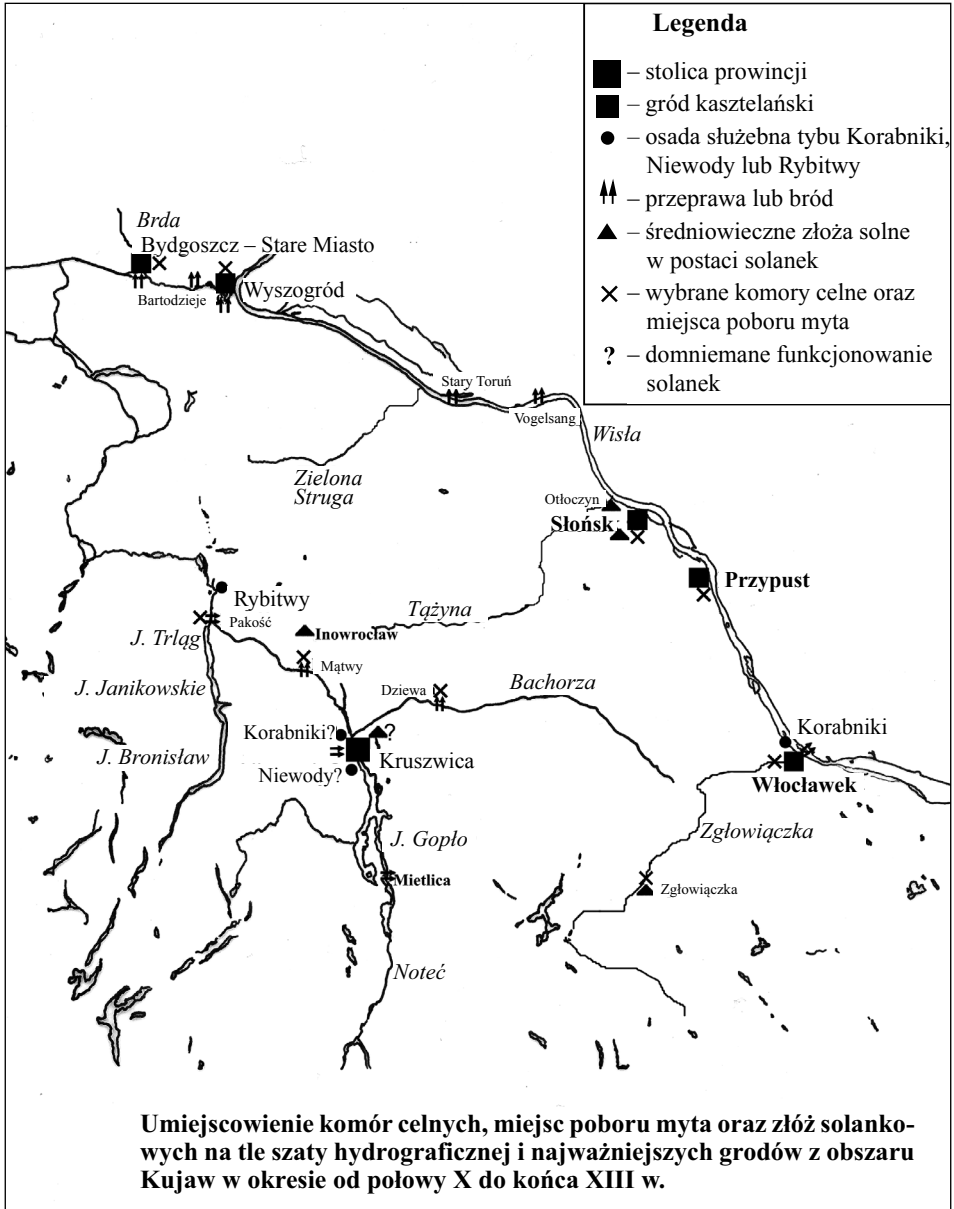 Legenda
– stolica prowincji
– gród kasztelański
– osada służebna tybu Korabniki,
Niewody lub Rybitwy
– przeprawa lub bród
– średniowieczne złoża solne
w postaci solanek
– wybrane komory celne oraz
miejsca poboru myta
? – domniemane funkcjonowanie
solanek
Brda
Bydgoszcz – Stare Miasto
Bartodzieje
Wyszogród
Stary Toruń
Vogelsang
Wisła
Zielona
Struga
Otłoczyn
Słońsk
Przypust
Rybitwy
Pakość
Tążyna
J. Trląg
Inowrocław
Mątwy
J. Janikowskie
Dziewa
Bachorza
Korabniki?
?
Korabniki
J. Bronisław
Kruszwica
Niewody?
Włocławek
J. Gopło
Zgłowiączka
Mietlica
Zgłowiączka
Noteć
Umiejscowienie komór celnych, miejsc poboru myta oraz złóż solanko-
wych na tle szaty hydrograficznej i najważniejszych grodów z obszaru
Kujaw w okresie od połowy X do końca XIII w.